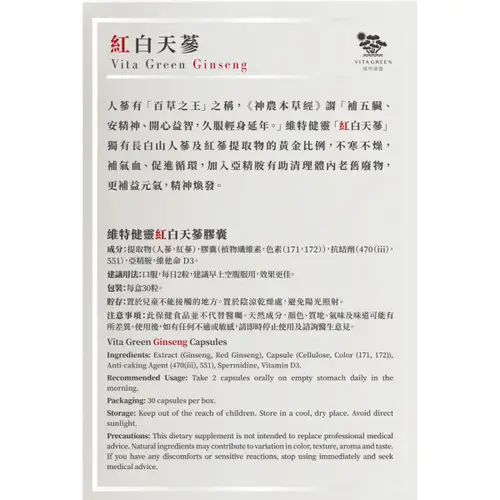 紅白天蔘
Vita Green Ginseng
VITA GREEN
維特健靈
人蔘有「百草之王」之稱，《神農本草經》謂「補五臟、
安精神、開心益智，久服輕身延年。」維特健靈「紅白天蔘」
獨有長白山人蔘及紅蔘提取物的黃金比例，不寒不燥，
補氣血、促進循環，加入亞精胺有助清理體內老舊廢物，
更補益元氣，精神煥發。
維特健靈紅白天蔘膠囊
成分：提取物（人蔘，紅蔘），膠囊（植物纖維素，色素（171，172）），抗結劑（470（iii），
551），亞精胺，維他命 D3。
建議用法：口服，每日2粒，建議早上空腹服用，效果更佳。
包裝：每盒30粒。
貯存：置於兒童不能接觸的地方。置於陰涼乾燥處，避免陽光照射。
注意事項：此保健食品並不代替醫囑。天然成分，顏色、質地、氣味及味道可能有
所差異。使用後，如有任何不適或敏感，請即時停止使用及諮詢醫生意見。
Vita Green Ginseng Capsules
Ingredients: Extract (Ginseng, Red Ginseng), Capsule (Cellulose, Color (171, 172)),
Anti-caking Agent (470(iii), 551), Spermidine, Vitamin D3.
Recommended Usage: Take 2 capsules orally on empty stomach daily in the
morning.
Packaging: 30 capsules per box.
Storage: Keep out of the reach of children. Store in a cool, dry place. Avoid direct
sunlight.
Precautions: This dietary supplement is not intended to replace professional medical
advice. Natural ingredients may contribute to variation in color, texture, aroma and taste.
If you have any discomforts or sensitive reactions, stop using immediately and seek
medical advice.